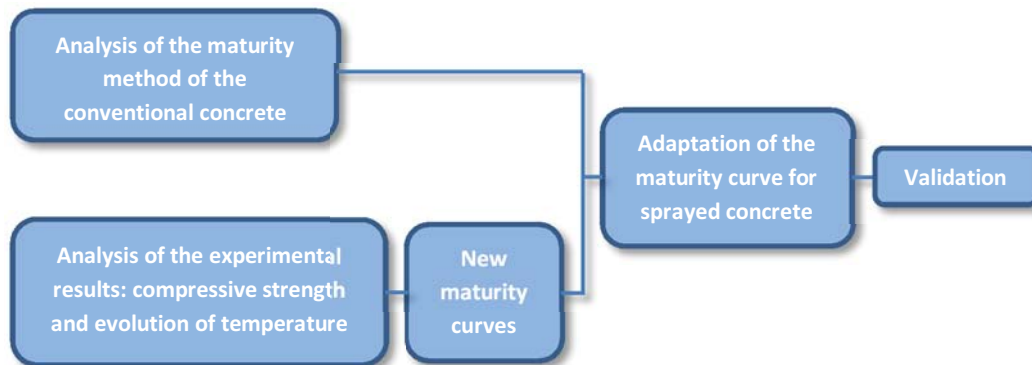 Analysis of the maturity
method of the
conventional concrete
Adaptation of the
maturity curve for
sprayed concrete
Validation
Analysis of the experimental
results: compressive strength
and evolution of temperature
New
maturity
curves